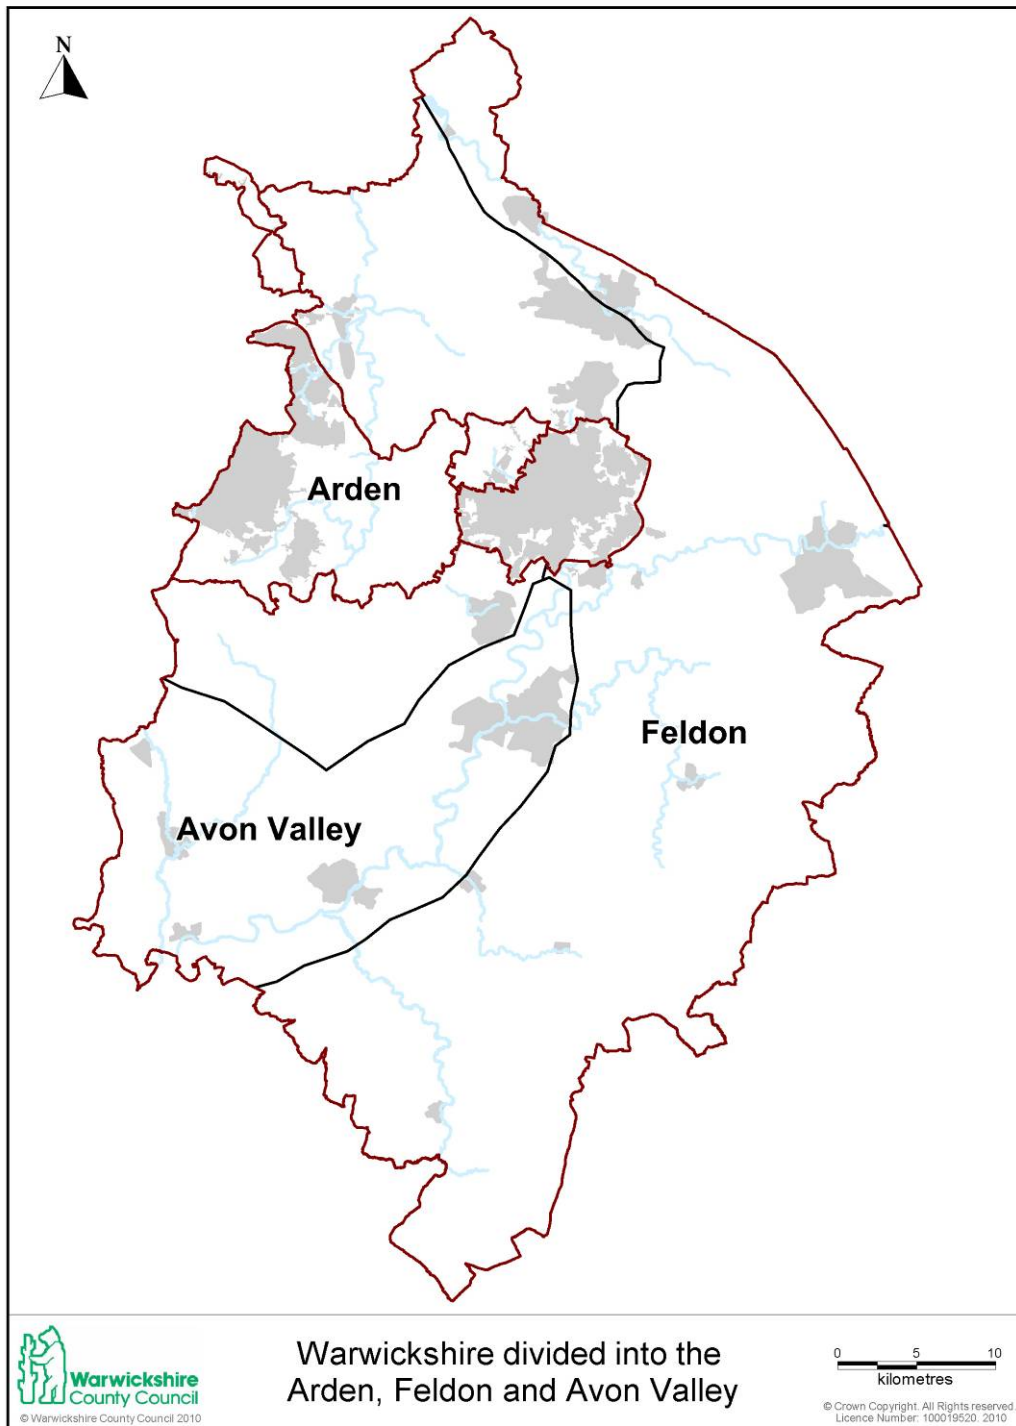 N
Arden
Feldon
Avon Valley
Warwickshire
County Council
© Warwickshire County Council 2010
Warwickshire divided into the
Arden, Feldon and Avon Valley
0 5 10
kilometres
© Crown Copyright. All Rights reserved.
Licence Number: 100019520. 2010